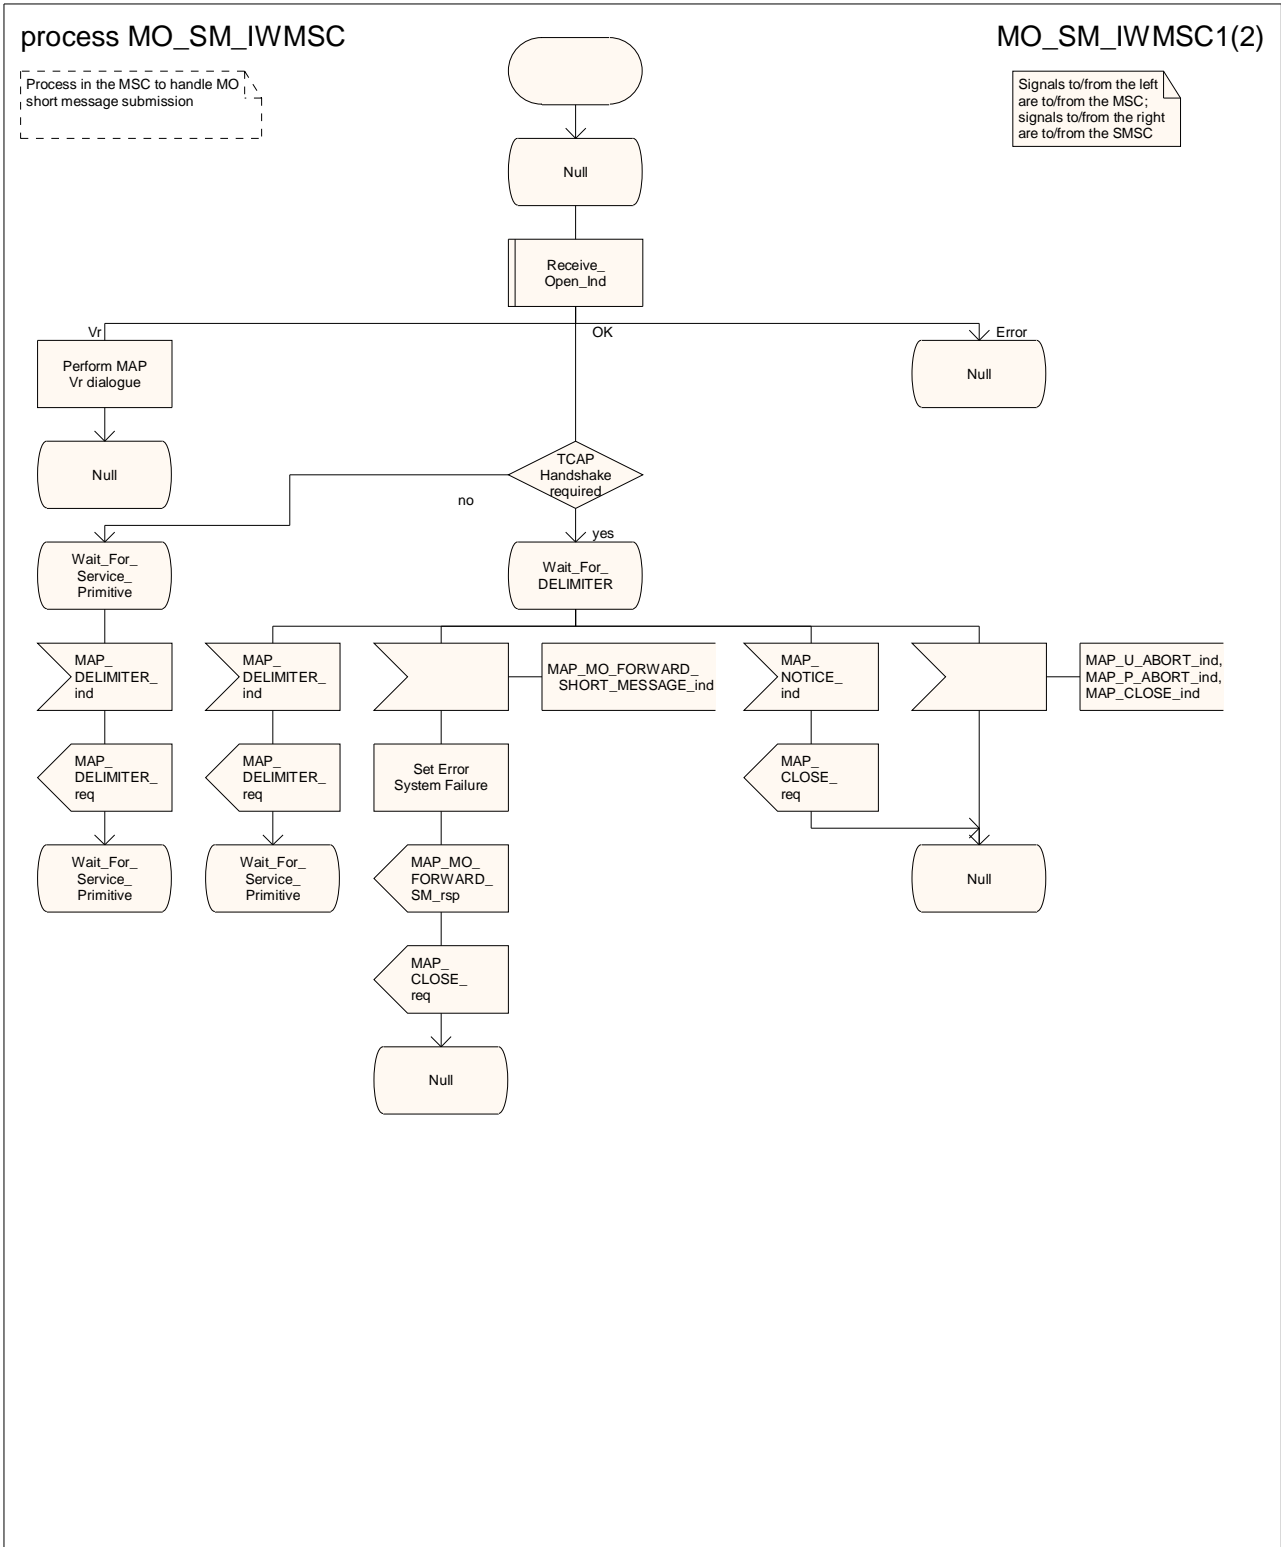 process MO_SM_IWMSC
MO_SM_IWMSC1(2)
Process in the MSC to handle MO
short message submission
Signals to/from the left
are to/from the MSC;
signals to/from the right
are to/from the SMSC
Null
Receive_
Open_Ind
Vr
OK
Error
Perform MAP
Vr dialogue
Null
Null
TCAP
Handshake
required
no
yes
Wait_For_
Service_
Primitive
Wait_For_
DELIMITER
MAP_
DELIMITER_
ind
MAP_
DELIMITER_
ind
MAP_MO_FORWARD_
SHORT_MESSAGE_ind
MAP_
NOTICE_
ind
MAP_U_ABORT_ind,
MAP_P_ABORT_ind,
MAP_CLOSE_ind
MAP_
DELIMITER_
req
MAP_
DELIMITER_
req
Set Error
System Failure
MAP_
CLOSE_
req
Wait_For_
Service_
Primitive
Wait_For_
Service_
Primitive
MAP_MO_
FORWARD_
SM_rsp
Null
MAP_
CLOSE_
req
Null